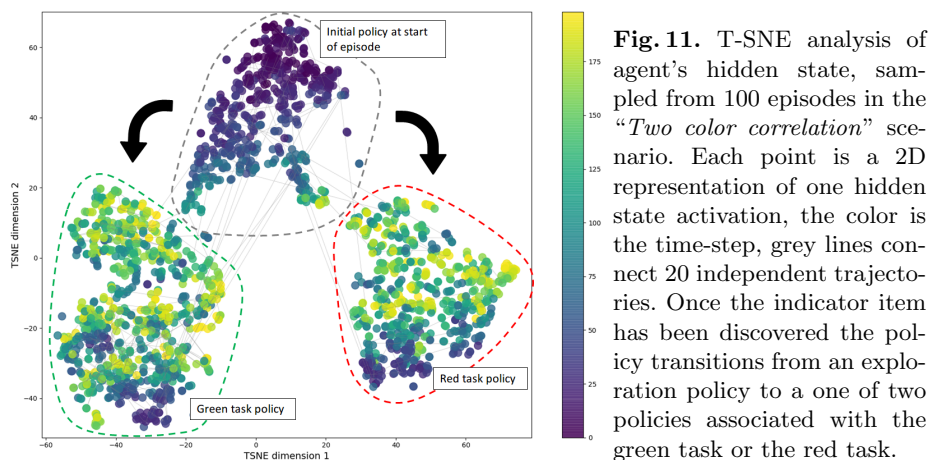 Initial policy at start
of episode
Green task policy
Red task policy
60
40
20
0
−20
−40
TSNE dimension 2
−60
−40
−20
0
20
40
60
TSNE dimension 1
175
150
125
100
75
50
25
0
Fig. 11. T-SNE analysis of
agent's hidden state, sam-
pled from 100 episodes in the
“Two color correlation” sce-
nario. Each point is a 2D
representation of one hidden
state activation, the color is
the time-step, grey lines con-
nect 20 independent trajecto-
ries. Once the indicator item
has been discovered the pol-
icy transitions from an explo-
ration policy to a one of two
policies associated with the
green task or the red task.